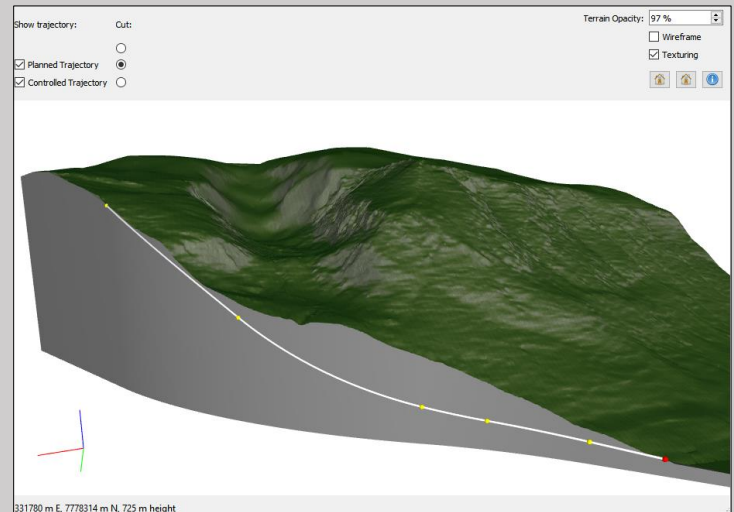 Show trajectory:
Cut:
Planned Trajectory
Controlled Trajectory
Terrain Opacity: 97 %
Wireframe
Texturing
331780 m E, 7778314 m N, 725 m height